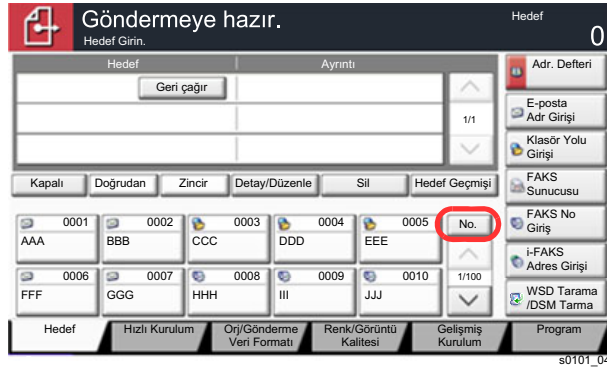 Göndermeye hazır.
Hedef Girin.
Hedef
0
Hedef
Ayrıntı
Geri çağır
1/1
Adr. Defteri
E-posta
Adr Girişi
Klasör Yolu
Girişi
FAKS
Sunucusu
FAKS No
Giriş
i-FAKS
Adres Girişi
WSD Tarama
/DSM Tarma
Kapalı
Doğrudan
Zincir
Detay/Düzenle
Sil
Hedef Geçmişi
0001
AAA
0002
BBB
0003
CCC
0004
DDD
0005
EEE
No.
0006
FFF
0007
GGG
0008
HHH
0009
III
0010
JJJ
1/100
Hedef
Hızlı Kurulum
Orj/Gönderme
Veri Formatı
Renk/Görüntü
Kalitesi
Gelişmiş
Kurulum
Program
s0101_04